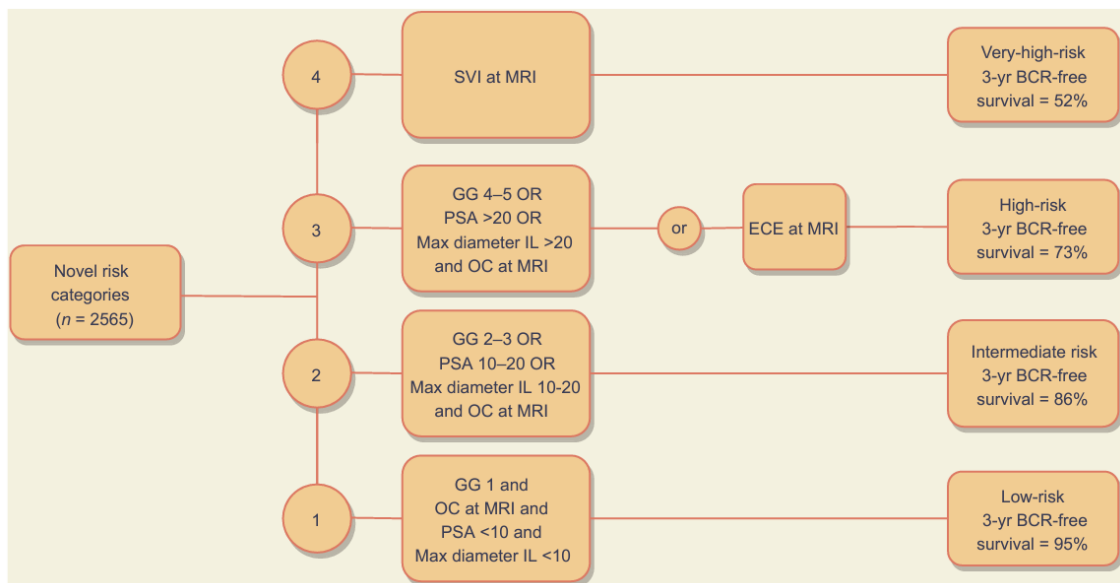 Novel risk
categories
(n = 2565)
4
SVI at MRI
Very-high-risk
3-yr BCR-free
survival = 52%
3
GG 4–5 OR
PSA >20 OR
Max diameter IL >20
and OC at MRI
or
ECE at MRI
High-risk
3-yr BCR-free
survival = 73%
2
GG 2–3 OR
PSA 10–20 OR
Max diameter IL 10-20
and OC at MRI
Intermediate risk
3-yr BCR-free
survival = 86%
1
GG 1 and
OC at MRI and
PSA <10 and
Max diameter IL <10
Low-risk
3-yr BCR-free
survival = 95%